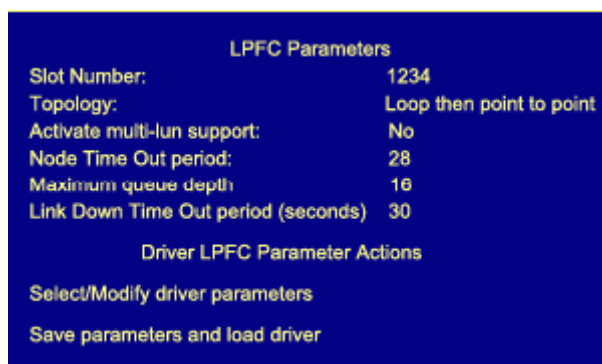 LPFC Parameters
Slot Number: 1234
Topology: Loop then point to point
Activate multi-lun support: No
Node Time Out period: 28
Maximum queue depth 16
Link Down Time Out period (seconds) 30
Driver LPFC Parameter Actions
Select/Modify driver parameters
Save parameters and load driver